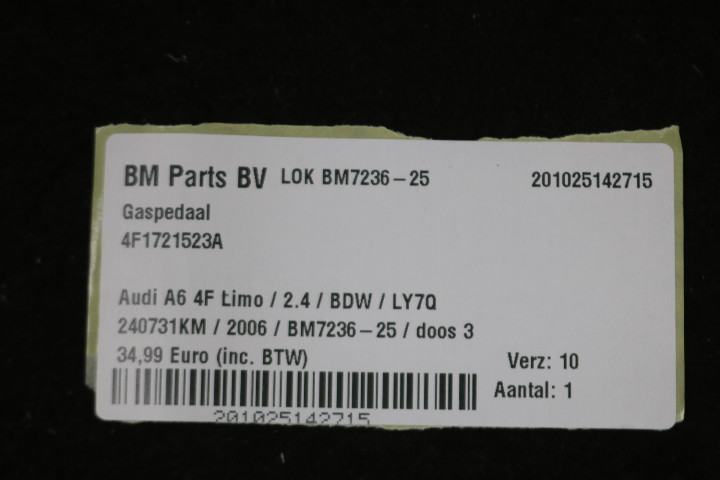 BM Parts BV LOK BM7236-25 201025142715
Gaspedaal
4F1721523A
Audi A6 4F Limo / 2.4 / BDW / LY7Q
240731KM / 2006 / BM7236-25 / doos 3
34,99 Euro (inc. BTW) Verz: 10
Aantal: 1
201025142715